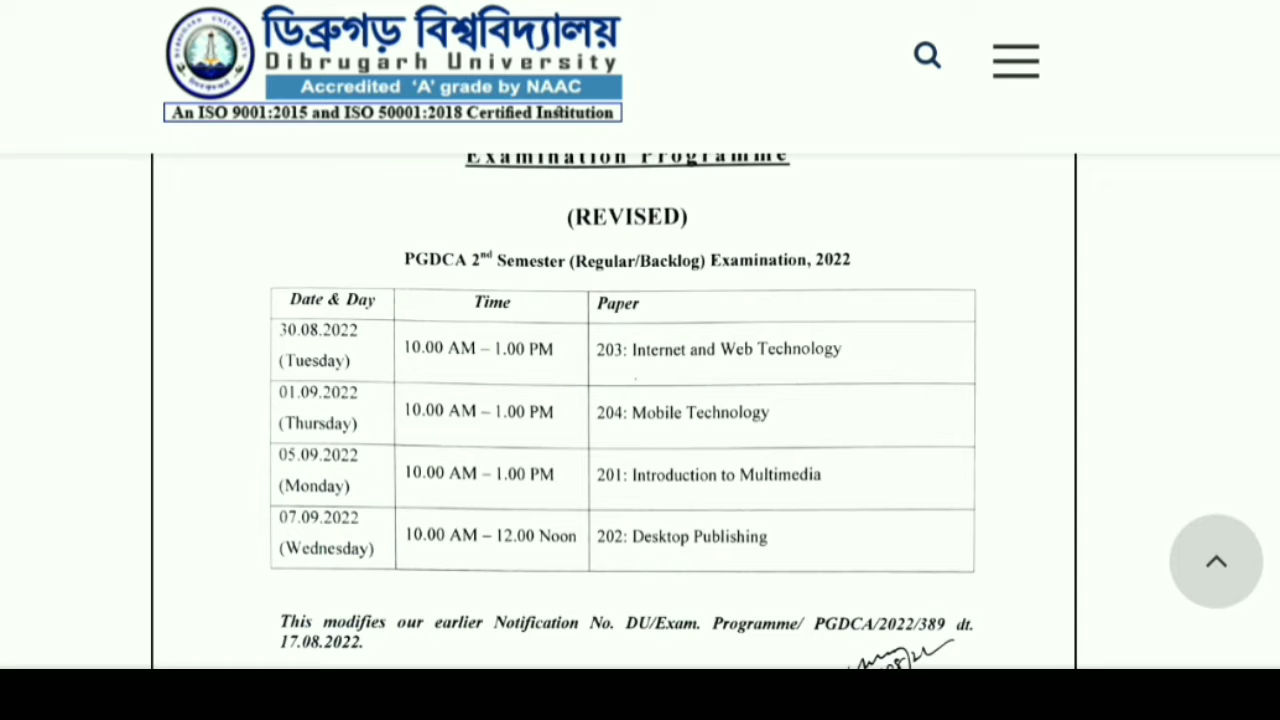 ডিব্রুগড় বিশ্ববিদ্যালয়
Dibrugarh University
Accredited ‘A’ grade by NAAC
An ISO 9001:2015 and ISO 50001:2018 Certified Institution
Examination Programme
(REVISED)
PGDCA 2nd Semester (Regular/Backlog) Examination, 2022
Date & Day Time Paper
30.08.2022
(Tuesday) 10.00 AM – 1.00 PM 203: Internet and Web Technology
01.09.2022
(Thursday) 10.00 AM – 1.00 PM 204: Mobile Technology
05.09.2022
(Monday) 10.00 AM – 1.00 PM 201: Introduction to Multimedia
07.09.2022
(Wednesday) 10.00 AM – 12.00 Noon 202: Desktop Publishing
This modifies our earlier Notification No. DU/Exam. Programme/ PGDCA/2022/389 dt.
17.08.2022.